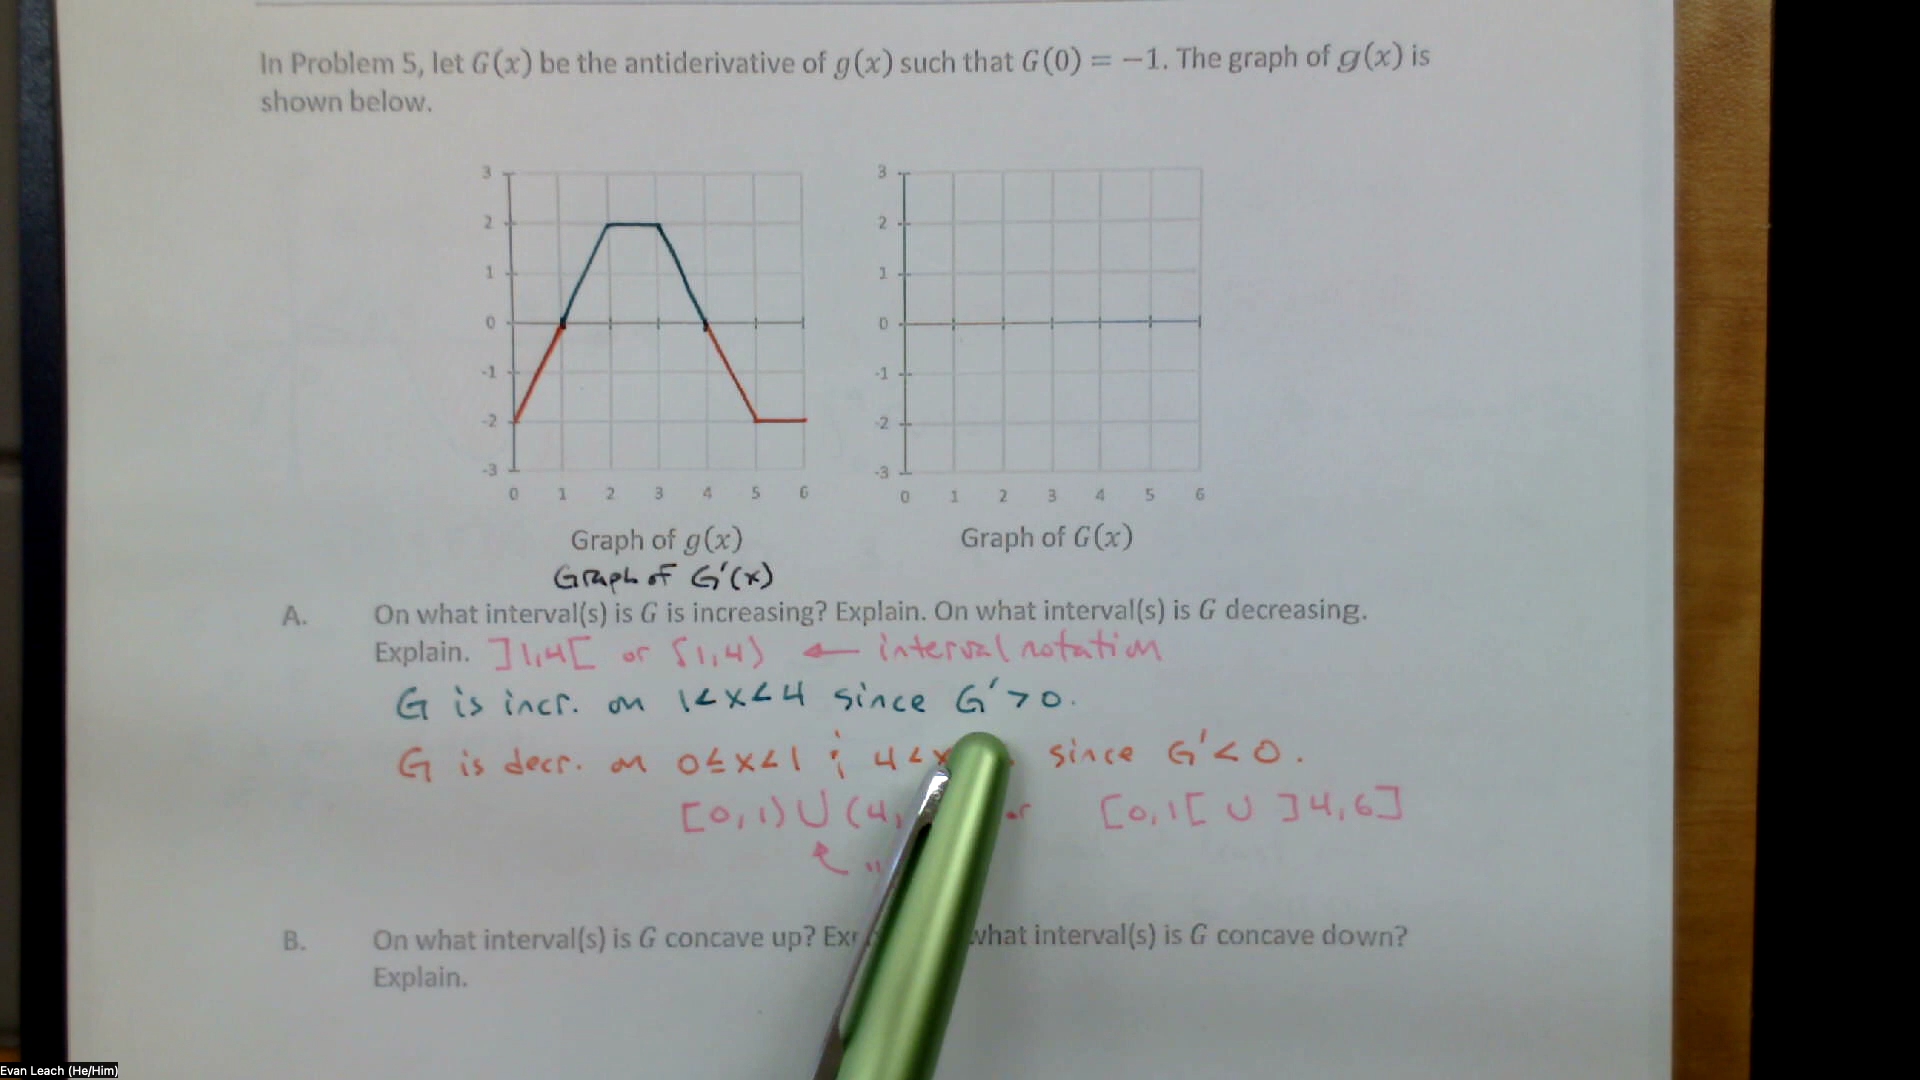 In Problem 5, let G(x) be the antiderivative of g(x) such that G(0) = −1. The graph of g(x) is
shown below.
3
2
1
0
-1
-2
-3
0 1 2 3 4 5 6
Graph of g(x)
Graph of G'(x)
3
2
1
0
-1
-2
-3
0 1 2 3 4 5 6
Graph of G(x)
A. On what interval(s) is G is increasing? Explain. On what interval(s) is G decreasing.
Explain. ]1,4[ or (1,4) ← interval notation
G is incr. on 1<x<4 since G'>0.
G is decr. on 0≤x<1 ; 4<x since G'<0.
[0,1) ∪ (4, or [0,1[ ∪ ]4,6]
B. On what interval(s) is G concave up? what interval(s) is G concave down?
Explain.
Evan Leach (He/Him)